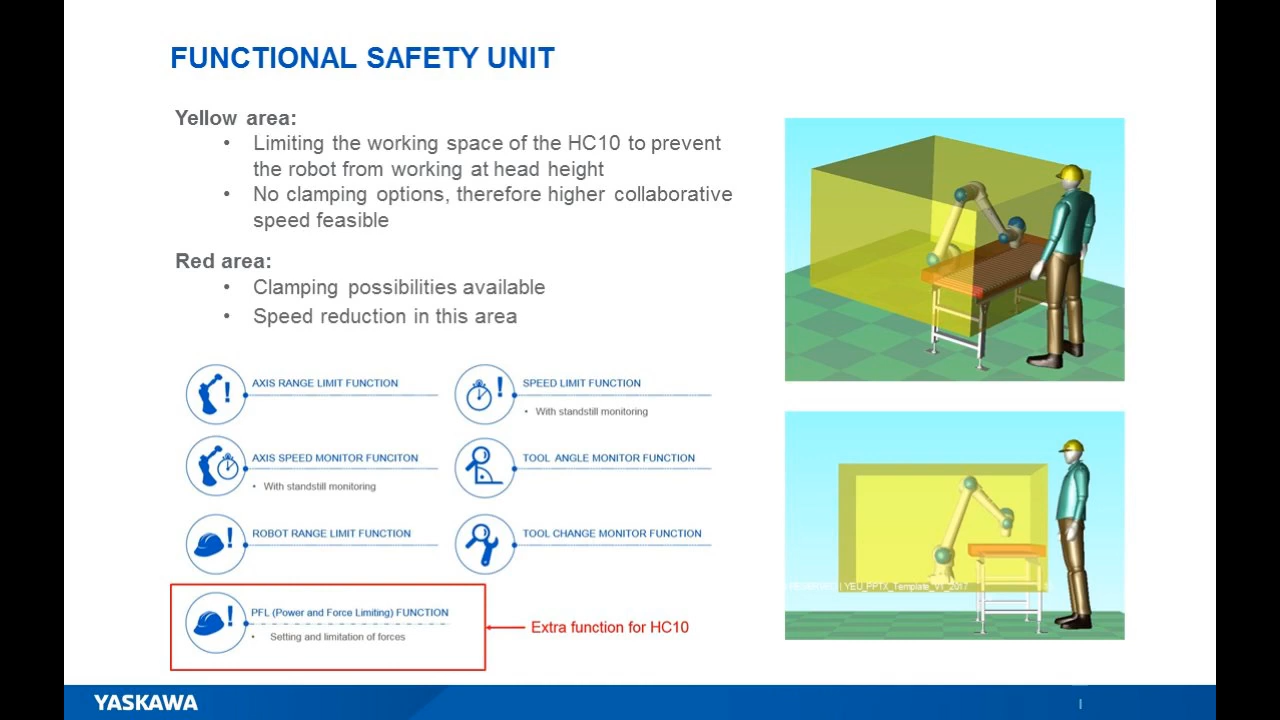 FUNCTIONAL SAFETY UNIT
Yellow area:
• Limiting the working space of the HC10 to prevent
the robot from working at head height
• No clamping options, therefore higher collaborative
speed feasible
Red area:
• Clamping possibilities available
• Speed reduction in this area
AXIS RANGE LIMIT FUNCTION
SPEED LIMIT FUNCTION
• With standstill monitoring
AXIS SPEED MONITOR FUNCITON
• With standstill monitoring
TOOL ANGLE MONITOR FUNCTION
ROBOT RANGE LIMIT FUNCTION
TOOL CHANGE MONITOR FUNCTION
PFL (Power and Force Limiting) FUNCTION
• Setting and limitation of forces
Extra function for HC10
YEU_PPTX_Template_V1_2017
YASKAWA